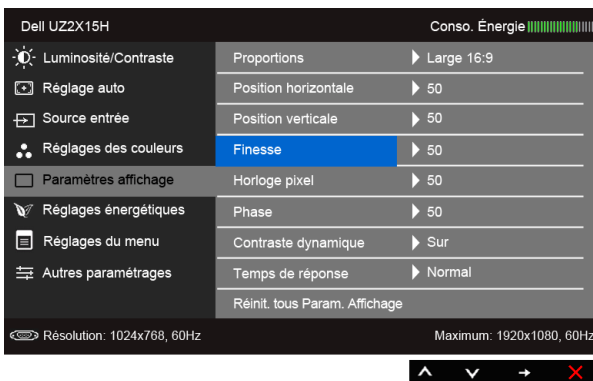 Dell UZ2X15H Conso. Énergie
Luminosité/Contraste Proportions Large 16:9
Réglage auto Position horizontale 50
Source entrée Position verticale 50
Réglages des couleurs Finesse 50
Paramètres affichage Horloge pixel 50
Réglages énergétiques Phase 50
Réglages du menu Contraste dynamique Sur
Autres paramétrages Temps de réponse Normal
Réinit. tous Param. Affichage
Résolution: 1024x768, 60Hz Maximum: 1920x1080, 60Hz